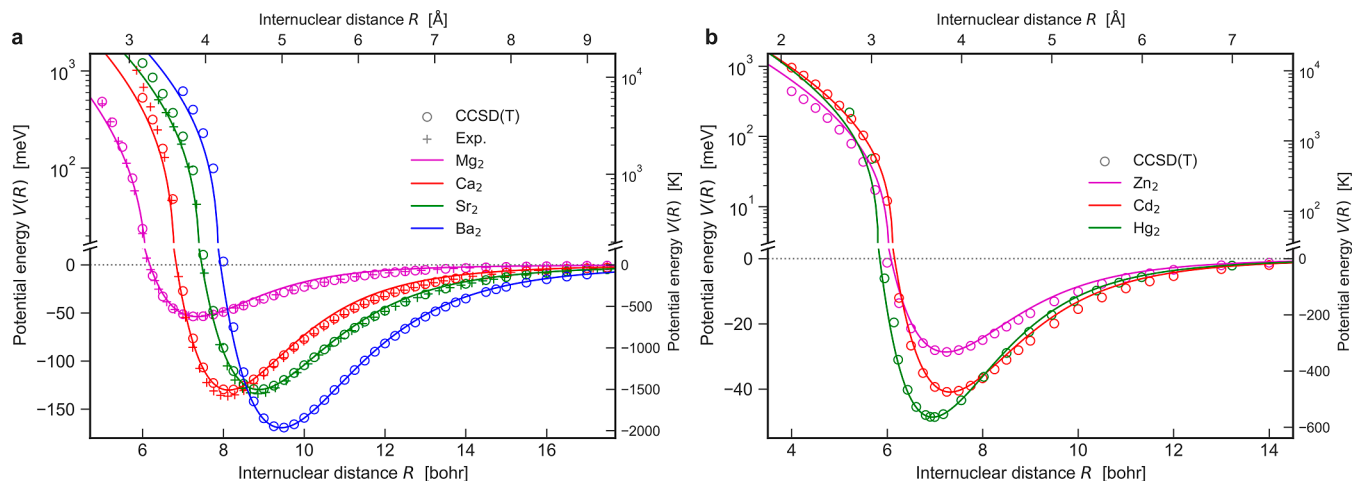 Internuclear distance R [Å]
a
3 4 5 6 7 8 9
10³
10²
0
−50
−100
−150
Potential energy V(R) [meV]
CCSD(T)
Exp.
Mg₂
Ca₂
Sr₂
Ba₂
10⁴
10³
0
−500
−1000
−1500
−2000
Potential energy V(R) [K]
6 8 10 12 14 16
Internuclear distance R [bohr]
Internuclear distance R [Å]
b
2 3 4 5 6 7
10³
10²
10¹
0
−20
−40
Potential energy V(R) [meV]
CCSD(T)
Zn₂
Cd₂
Hg₂
10⁴
10³
10²
0
−200
−400
−600
Potential energy V(R) [K]
4 6 8 10 12 14
Internuclear distance R [bohr]